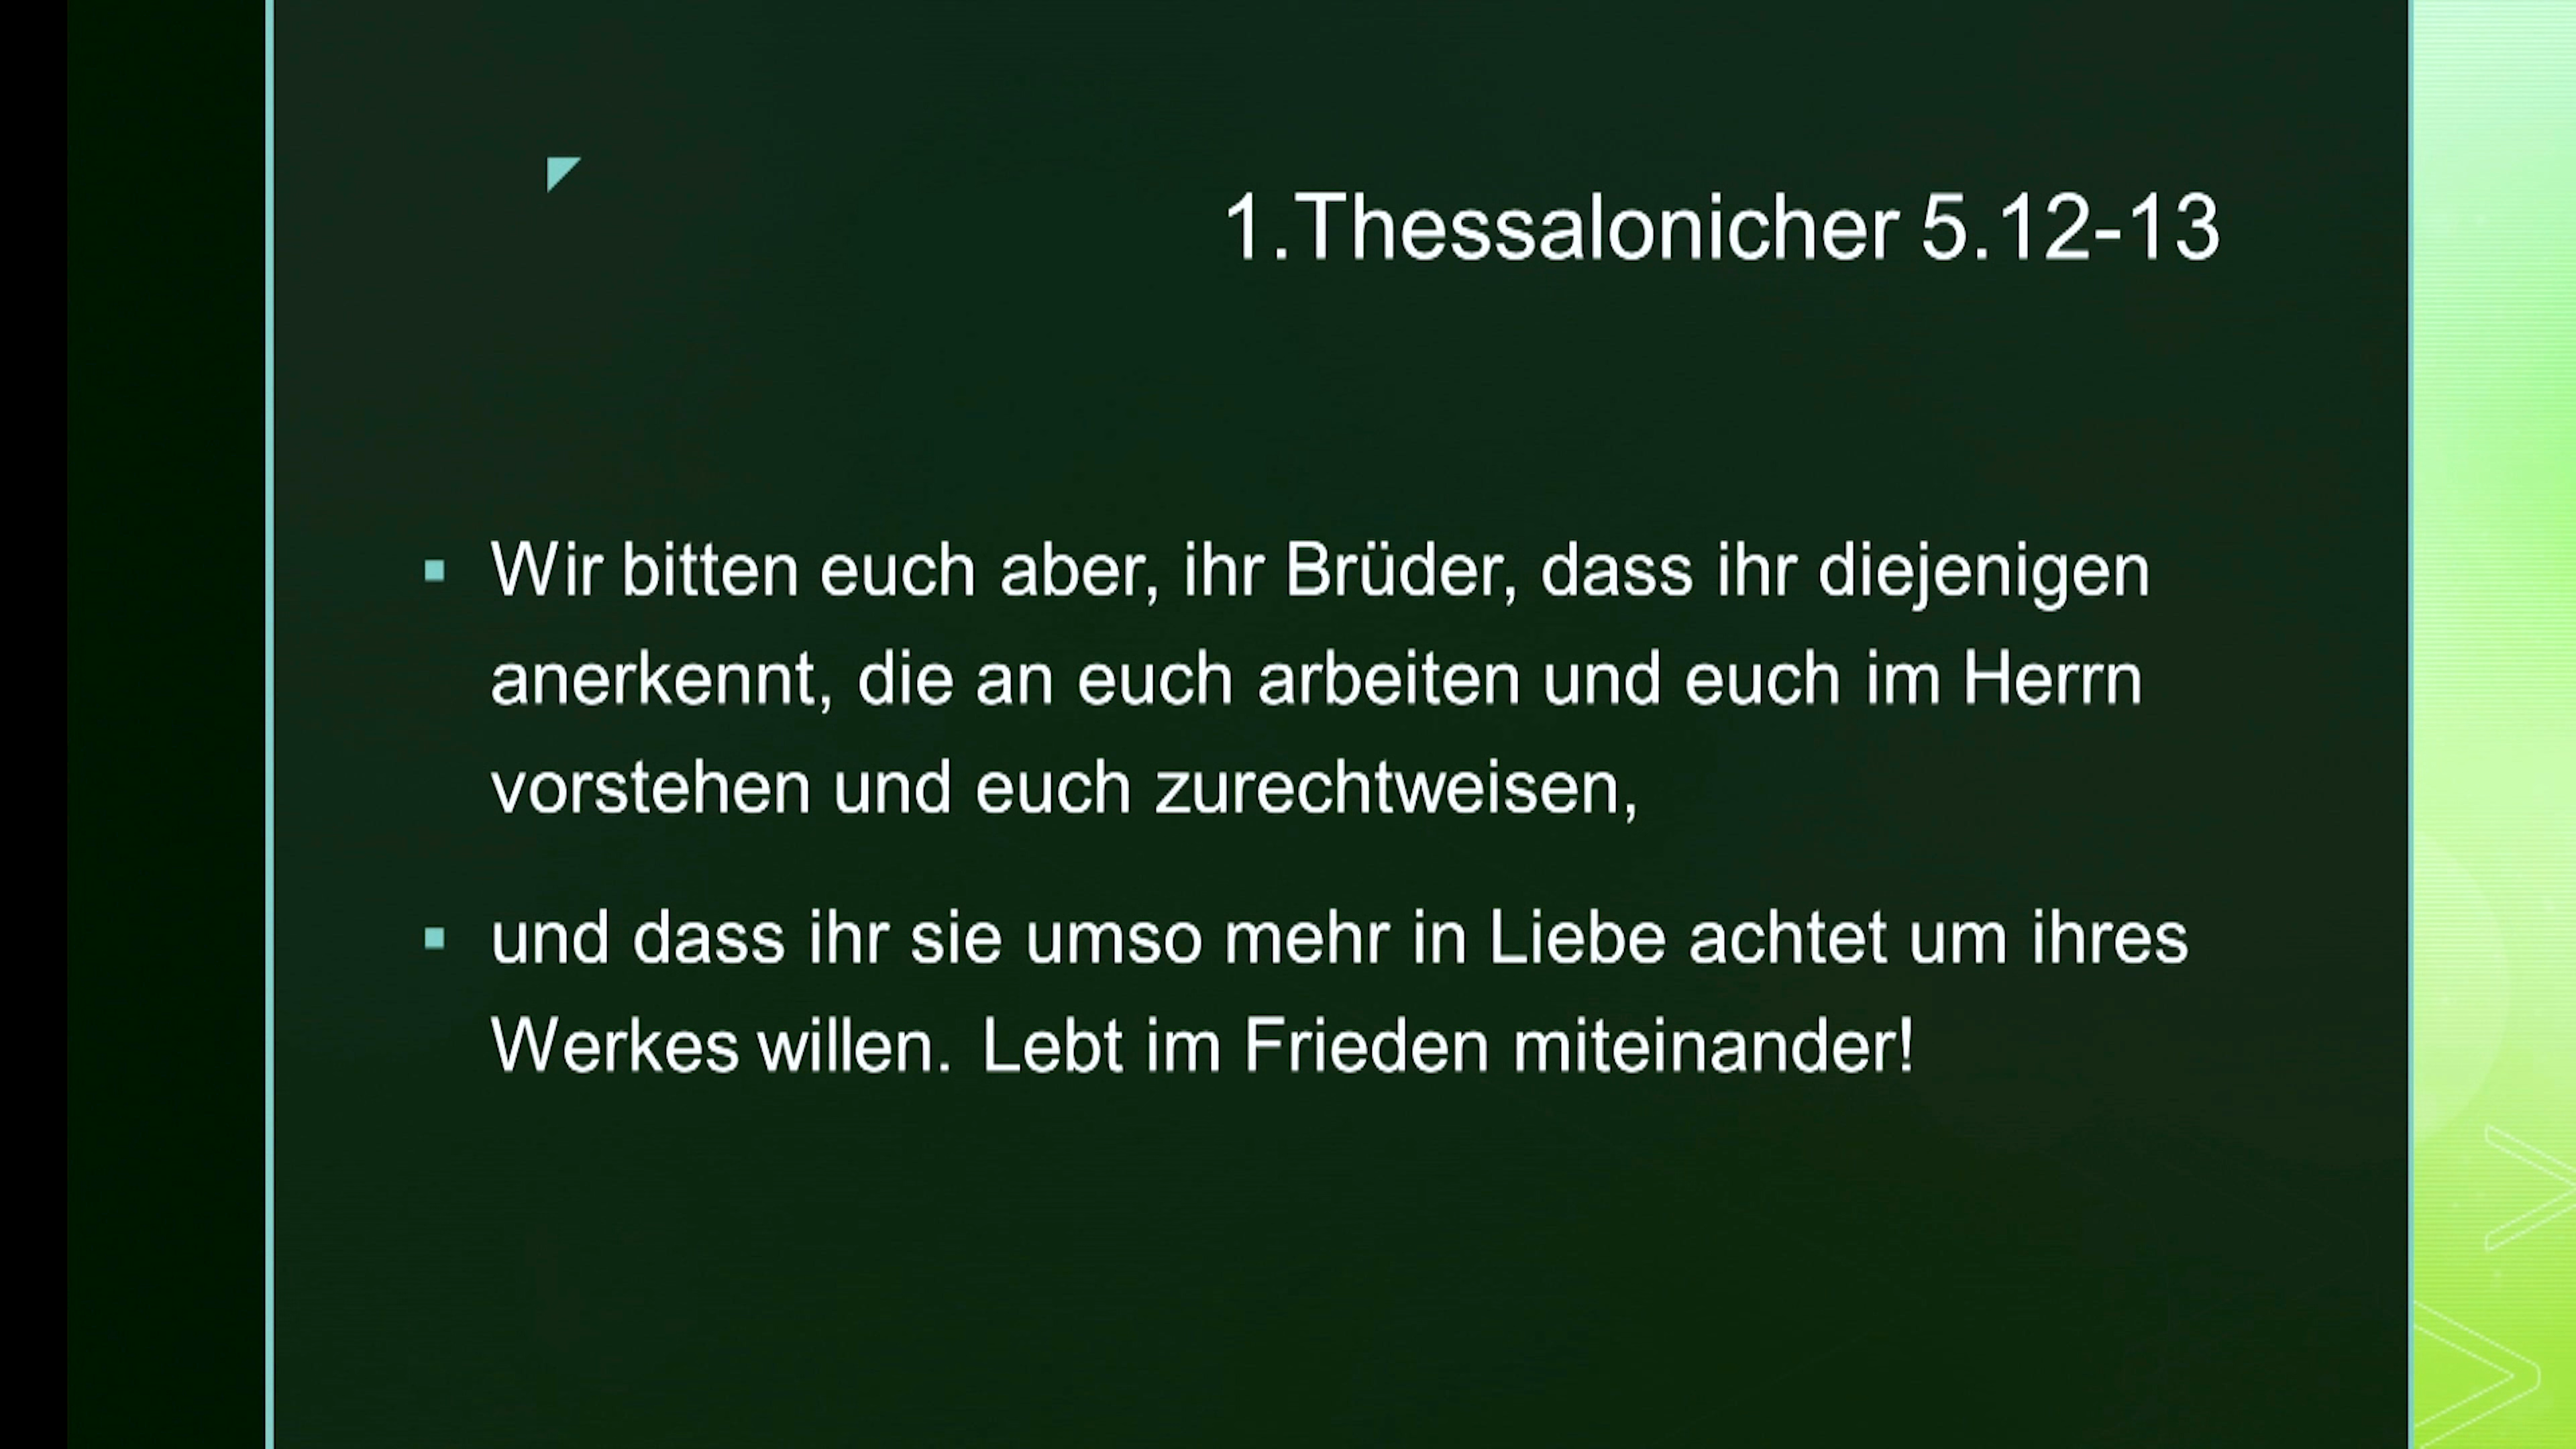 1.Thessalonicher 5.12-13
▪ Wir bitten euch aber, ihr Brüder, dass ihr diejenigen
anerkennt, die an euch arbeiten und euch im Herrn
vorstehen und euch zurechtweisen,
▪ und dass ihr sie umso mehr in Liebe achtet um ihres
Werkes willen. Lebt im Frieden miteinander!